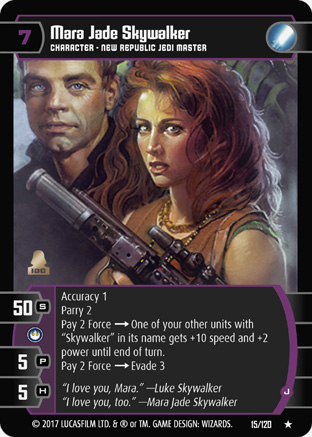 7
Mara Jade Skywalker
CHARACTER • NEW REPUBLIC JEDI MASTER
IDC
50 S
5 P
5 H
Accuracy 1
Parry 2
Pay 2 Force → One of your other units with
"Skywalker" in its name gets +10 speed and +2
power until end of turn.
Pay 2 Force → Evade 3
"I love you, Mara." —Luke Skywalker
"I love you, too." —Mara Jade Skywalker
J
© 2017 LUCASFILM LTD. & ® or TM. GAME DESIGN: WIZARDS.
15/120 ★